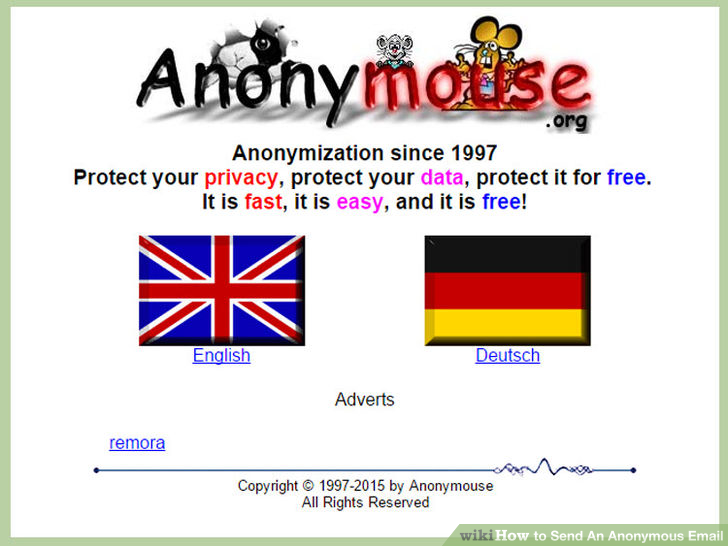 Anonymouse
.org
Anonymization since 1997
Protect your privacy, protect your data, protect it for free.
It is fast, it is easy, and it is free!
English
Deutsch
Adverts
remora
Copyright © 1997-2015 by Anonymouse
All Rights Reserved
wikiHow to Send An Anonymous Email